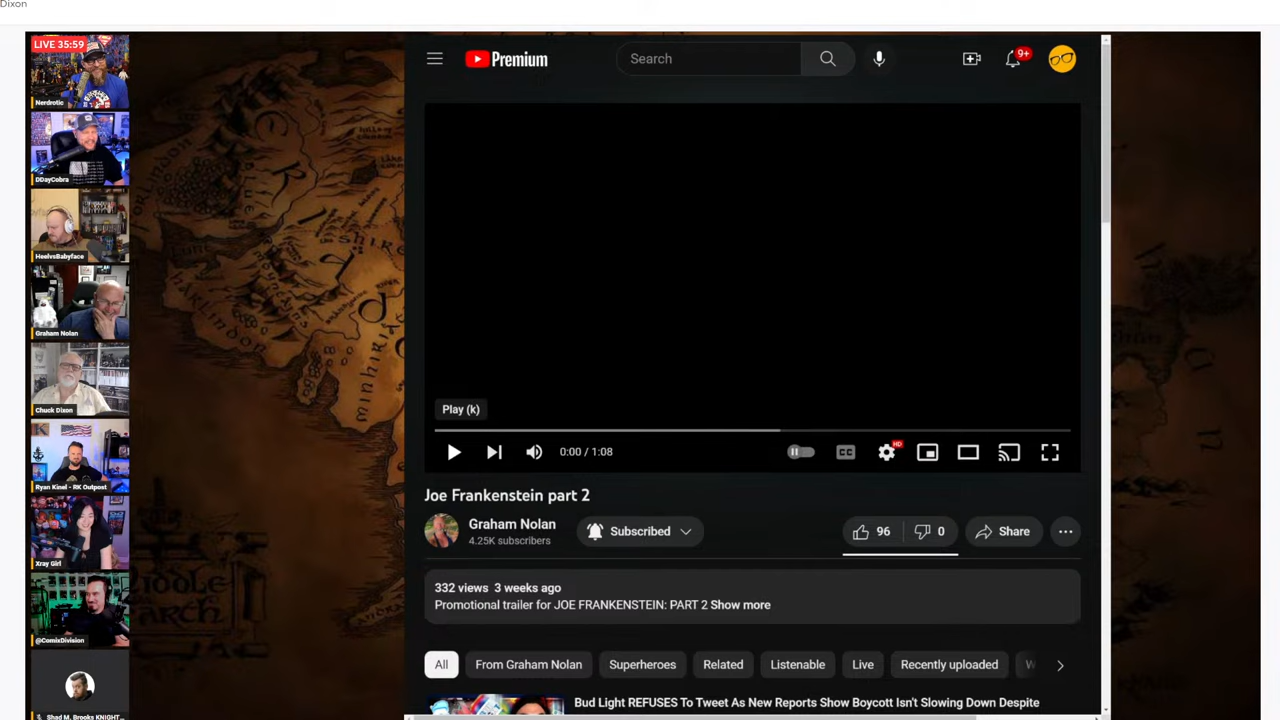 Dixon
LIVE 35:59
Nerdrotic
DDayCobra
HeelvsBabyface
Graham Nolan
Chuck Dixon
Ryan Kinel - RK Outpost
Xray Girl
@ComixDivision
Shad M. Brooks KNIGHT...
Premium
Search
9+
Play (k)
0:00 / 1:08
CC
HD
Joe Frankenstein part 2
Graham Nolan
4.25K subscribers
Subscribed
96
0
Share
332 views 3 weeks ago
Promotional trailer for JOE FRANKENSTEIN: PART 2 Show more
All
From Graham Nolan
Superheroes
Related
Listenable
Live
Recently uploaded
W
Bud Light REFUSES To Tweet As New Reports Show Boycott Isn't Slowing Down Despite
MINHIRIA